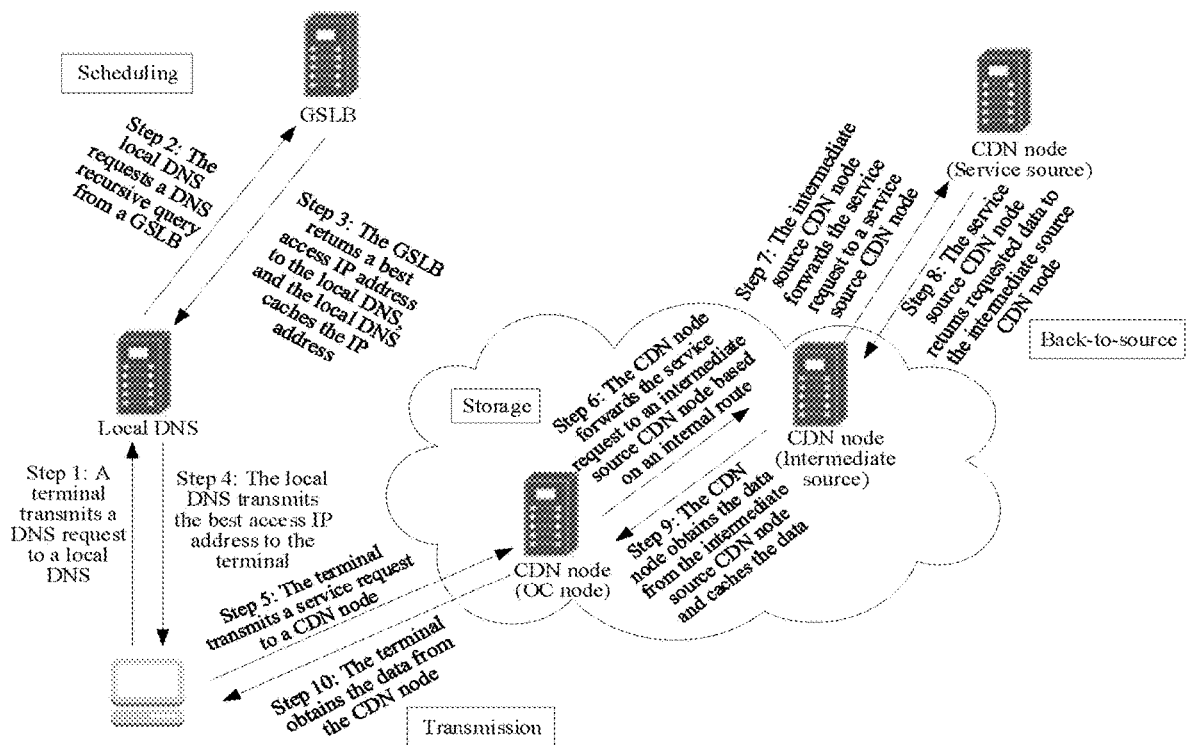 Scheduling
GSLB
Step 2: The
local DNS
requests a DNS
recursive query
from a GSLB
Step 3: The GSLB
returns a best
access IP address
to the local DNS,
and the local DNS
caches the IP
address
Local DNS
Step 1: A
terminal
transmits a
DNS request
to a local
DNS
Step 4: The local
DNS transmits
the best access IP
address to the
terminal
Step 5: The terminal
transmits a service request
to a CDN node
Step 10: The terminal
obtains the data from
the CDN node
Transmission
Storage
CDN node
(OC node)
Step 6: The CDN node
forwards the service
request to an intermediate
source CDN node based
on an internal route
Step 9: The CDN
node obtains the data
from the intermediate
source CDN node
and caches the data
CDN node
(Intermediate
source)
Step 7: The intermediate
source CDN node
forwards the service
request to a service
source CDN node
Step 8: The service
source CDN node
returns requested data to
the intermediate source
CDN node
CDN node
(Service source)
Back-to-source